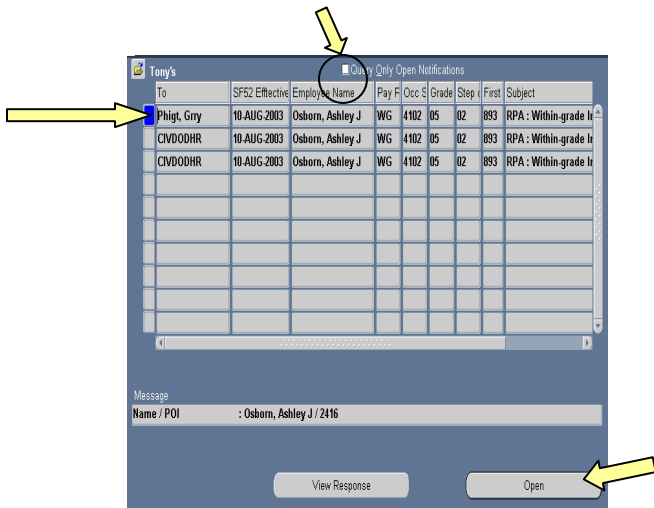 Tony's Query Only Open Notifications
To SF52 Effective Employee Name Pay F Occ S Grade Step First Subject
Phigt, Grry 10-AUG-2003 Osborn, Ashley J WG 4102 05 02 893 RPA : Within-grade Ir
CIVDODHR 10-AUG-2003 Osborn, Ashley J WG 4102 05 02 893 RPA : Within-grade Ir
CIVDODHR 10-AUG-2003 Osborn, Ashley J WG 4102 05 02 893 RPA : Within-grade Ir
Message
Name / POI : Osborn, Ashley J / 2416
View Response Open